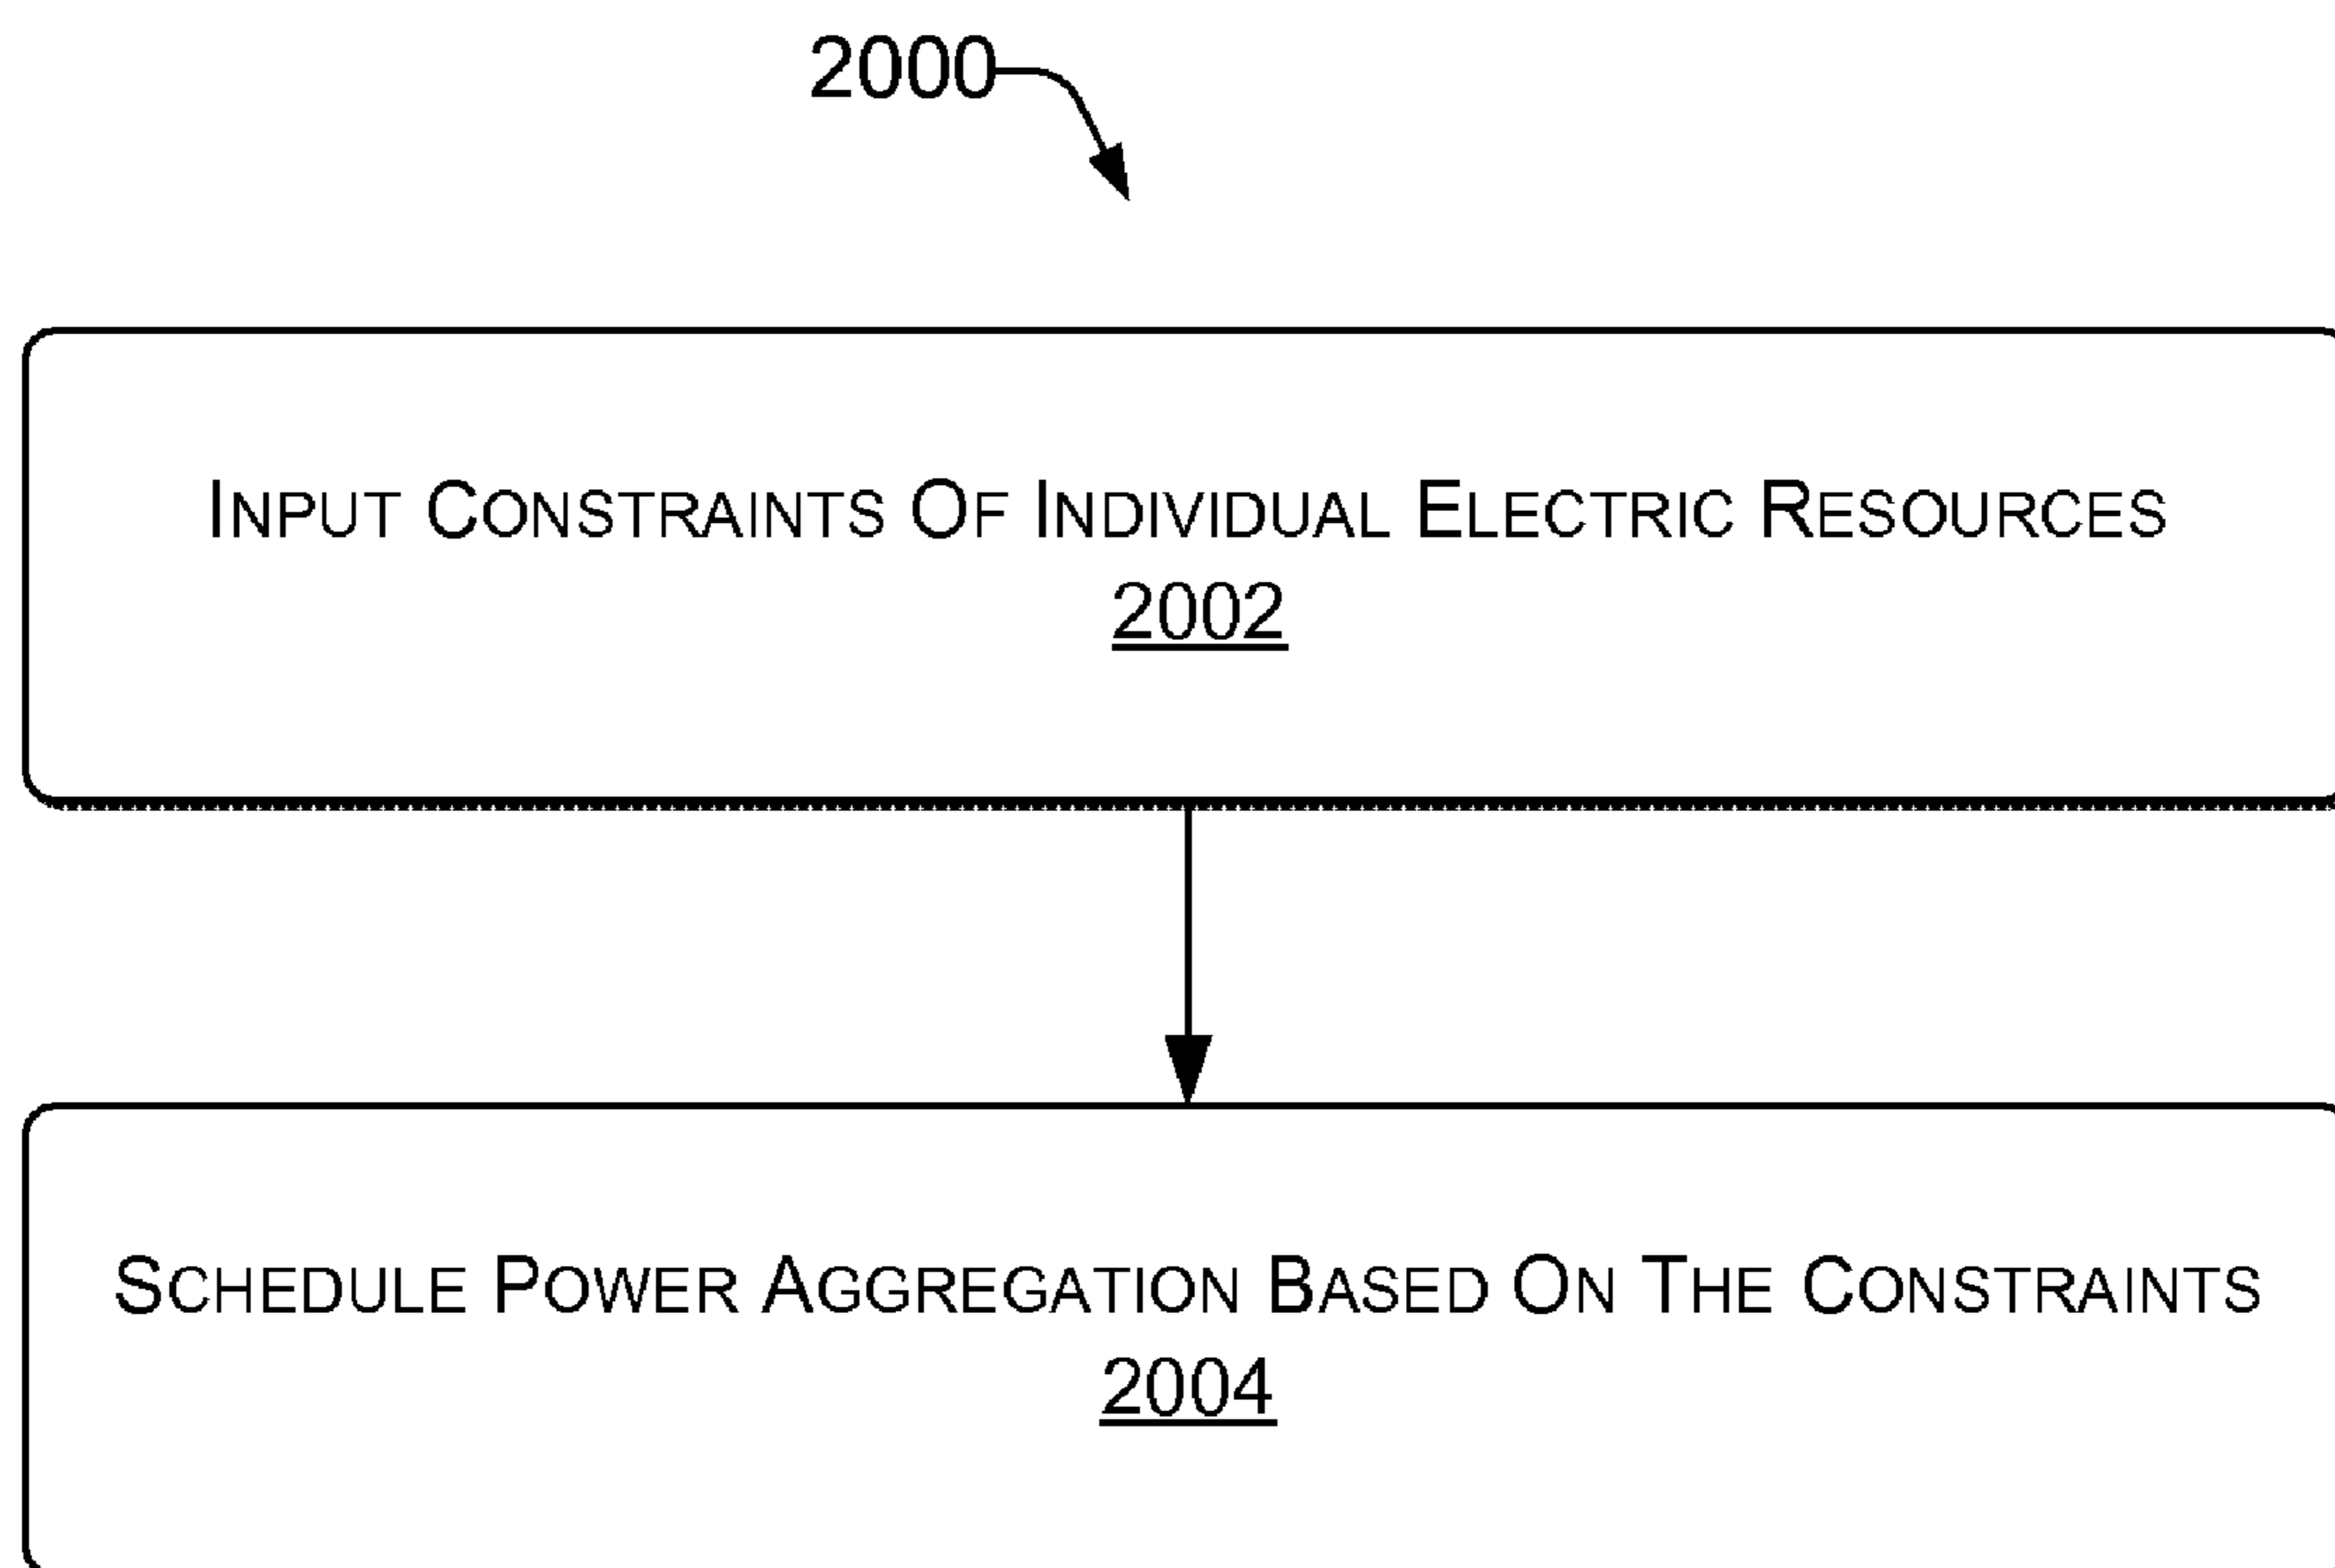 2000
INPUT CONSTRAINTS OF INDIVIDUAL ELECTRIC RESOURCES
2002
SCHEDULE POWER AGGREGATION BASED ON THE CONSTRAINTS
2004